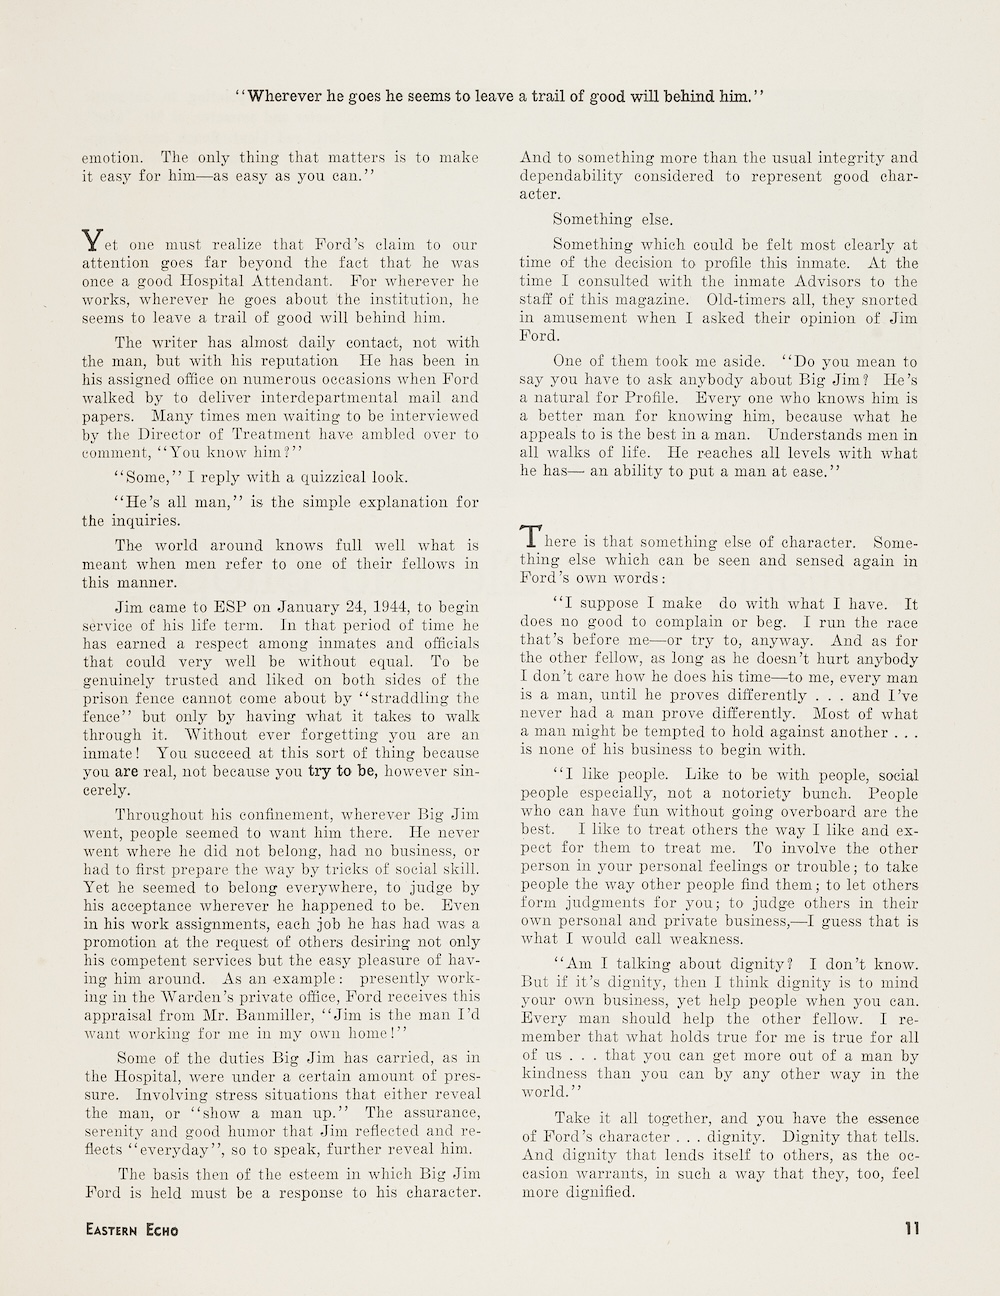 ‘‘Wherever he goes he seems to leave a trail of good will behind him.’’
emotion. The only thing that matters is to make
it easy for him—as easy as you can.’’
Yet one must realize that Ford’s claim to our
attention goes far beyond the fact that he was
once a good Hospital Attendant. For wherever he
works, wherever he goes about the institution, he
seems to leave a trail of good will behind him.
The writer has almost daily contact, not with
the man, but with his reputation He has been in
his assigned office on numerous occasions when Ford
walked by to deliver interdepartmental mail and
papers. Many times men waiting to be interviewed
by the Director of Treatment have ambled over to
comment, ‘‘You know him?’’
‘‘Some,’’ I reply with a quizzical look.
‘‘He’s all man,’’ is the simple explanation for
the inquiries.
The world around knows full well what is
meant when men refer to one of their fellows in
this manner.
Jim came to ESP on January 24, 1944, to begin
service of his life term. In that period of time he
has earned a respect among inmates and officials
that could very well be without equal. To be
genuinely trusted and liked on both sides of the
prison fence cannot come about by ‘‘straddling the
fence’’ but only by having what it takes to walk
through it. Without ever forgetting you are an
inmate! You succeed at this sort of thing because
you are real, not because you try to be, however sin-
cerely.
Throughout his confinement, wherever Big Jim
went, people seemed to want him there. He never
went where he did not belong, had no business, or
had to first prepare the way by tricks of social skill.
Yet he seemed to belong everywhere, to judge by
his acceptance wherever he happened to be. Even
in his work assignments, each job he has had was a
promotion at the request of others desiring not only
his competent services but the easy pleasure of hav-
ing him around. As an example: presently work-
ing in the Warden’s private office, Ford receives this
appraisal from Mr. Banmiller, ‘‘Jim is the man I’d
want working for me in my own home!’’
Some of the duties Big Jim has carried, as in
the Hospital, were under a certain amount of pres-
sure. Involving stress situations that either reveal
the man, or ‘‘show a man up.’’ The assurance,
serenity and good humor that Jim reflected and re-
flects ‘‘everyday’’, so to speak, further reveal him.
The basis then of the esteem in which Big Jim
Ford is held must be a response to his character.
And to something more than the usual integrity and
dependability considered to represent good char-
acter.
Something else.
Something which could be felt most clearly at
time of the decision to profile this inmate. At the
time I consulted with the inmate Advisors to the
staff of this magazine. Old-timers all, they snorted
in amusement when I asked their opinion of Jim
Ford.
One of them took me aside. ‘‘Do you mean to
say you have to ask anybody about Big Jim? He’s
a natural for Profile. Every one who knows him is
a better man for knowing him, because what he
appeals to is the best in a man. Understands men in
all walks of life. He reaches all levels with what
he has— an ability to put a man at ease.’’
There is that something else of character. Some-
thing else which can be seen and sensed again in
Ford’s own words:
‘‘I suppose I make do with what I have. It
does no good to complain or beg. I run the race
that’s before me—or try to, anyway. And as for
the other fellow, as long as he doesn’t hurt anybody
I don’t care how he does his time—to me, every man
is a man, until he proves differently . . . and I’ve
never had a man prove differently. Most of what
a man might be tempted to hold against another . . .
is none of his business to begin with.
‘‘I like people. Like to be with people, social
people especially, not a notoriety bunch. People
who can have fun without going overboard are the
best. I like to treat others the way I like and ex-
pect for them to treat me. To involve the other
person in your personal feelings or trouble; to take
people the way other people find them; to let others
form judgments for you; to judge others in their
own personal and private business,—I guess that is
what I would call weakness.
‘‘Am I talking about dignity? I don’t know.
But if it’s dignity, then I think dignity is to mind
your own business, yet help people when you can.
Every man should help the other fellow. I re-
member that what holds true for me is true for all
of us . . . that you can get more out of a man by
kindness than you can by any other way in the
world.’’
Take it all together, and you have the essence
of Ford’s character . . . dignity. Dignity that tells.
And dignity that lends itself to others, as the oc-
casion warrants, in such a way that they, too, feel
more dignified.
EASTERN ECHO
11